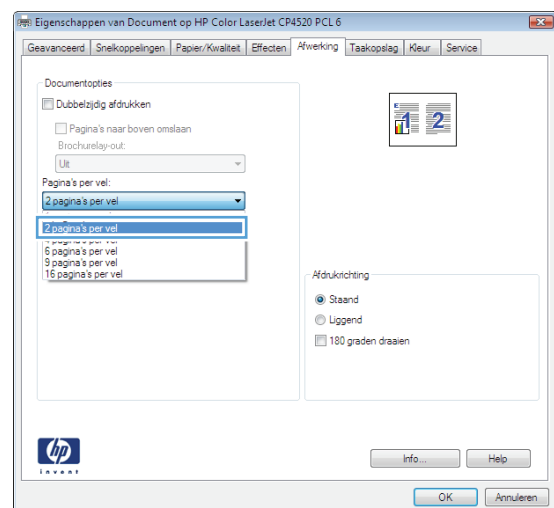 Eigenschappen van Document op HP Color LaserJet CP4520 PCL 6
Geavanceerd Snelkoppelingen Papier/Kwaliteit Effecten Afwerking Taakopslag Kleur Service
Documentopties
Dubbelzijdig afdrukken
Pagina's naar boven omslaan
Brochurelay-out:
Uit
Pagina's per vel:
2 pagina's per vel
2 pagina's per vel
6 pagina's per vel
9 pagina's per vel
16 pagina's per vel
1 2
Afdrukrichting
Staand
Liggend
180 graden draaien
hp
invent
Info... Help
OK Annuleren